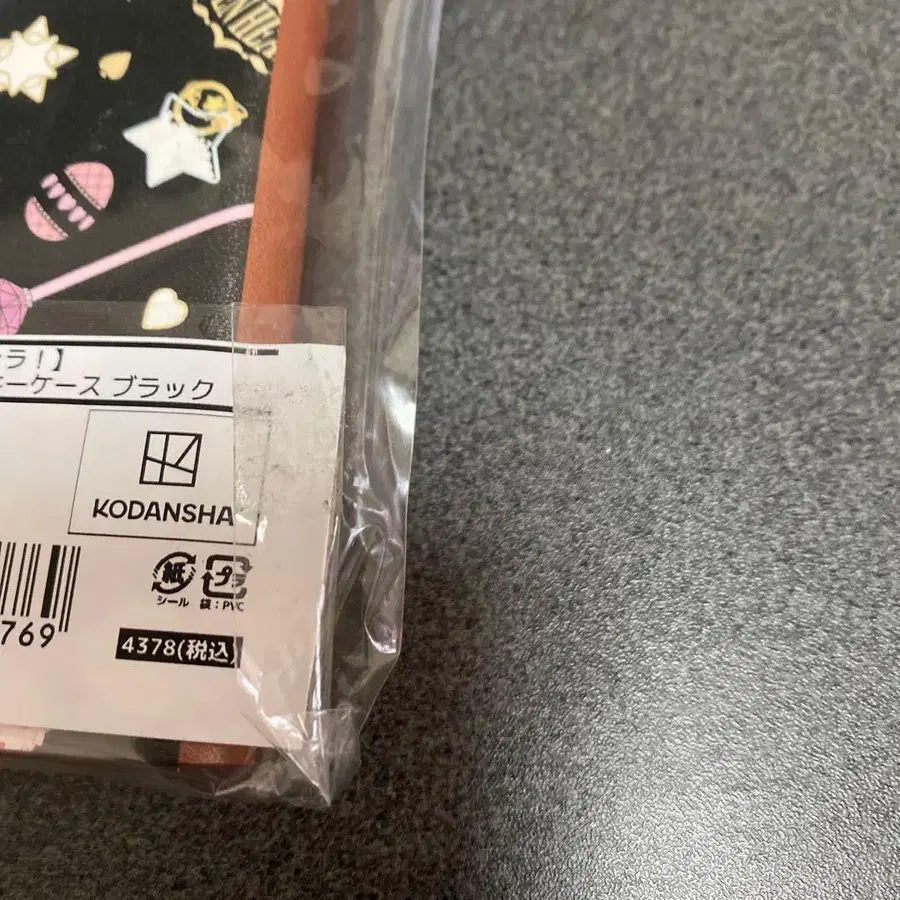 ラ！】
ーケース ブラック
KODANSHA
紙
プラ
シール
袋：PVC
769
4378(税込)